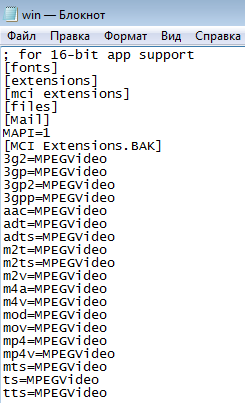 win — Блокнот
Файл Правка Формат Вид Справка
; for 16-bit app support
[fonts]
[extensions]
[mci extensions]
[files]
[Mail]
MAPI=1
[MCI Extensions.BAK]
3g2=MPEGVideo
3gp=MPEGVideo
3gp2=MPEGVideo
3gpp=MPEGVideo
aac=MPEGVideo
adt=MPEGVideo
adts=MPEGVideo
m2t=MPEGVideo
m2ts=MPEGVideo
m2v=MPEGVideo
m4a=MPEGVideo
m4v=MPEGVideo
mod=MPEGVideo
mov=MPEGVideo
mp4=MPEGVideo
mp4v=MPEGVideo
mts=MPEGVideo
ts=MPEGVideo
tts=MPEGVideo